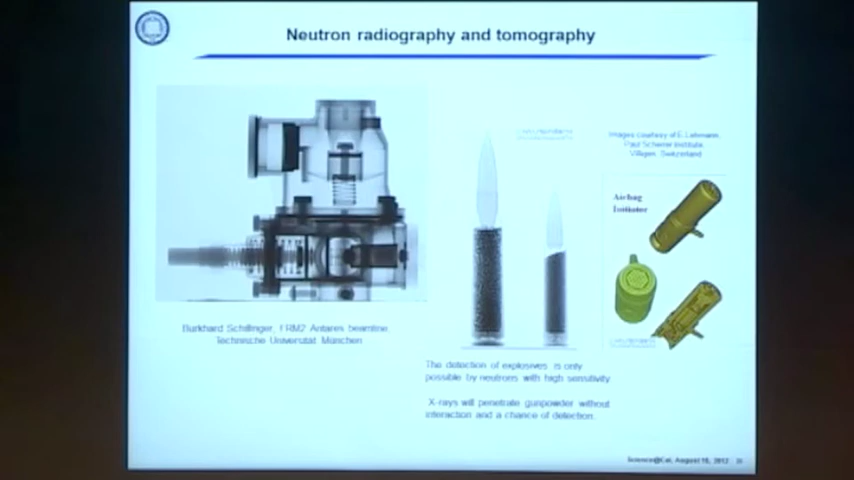 Neutron radiography and tomography
Images courtesy of E. Lehmann,
Paul Scherrer Institute
Villigen, Switzerland
Airbag
Initiator
Burkhard Schillinger, FRM2 Antares beamline,
Technische Universität München
The detection of explosives is only
possible by neutrons with high sensitivity
X-rays will penetrate gunpowder without
interaction and a chance of detection.
Science@Cal, August 18, 2012